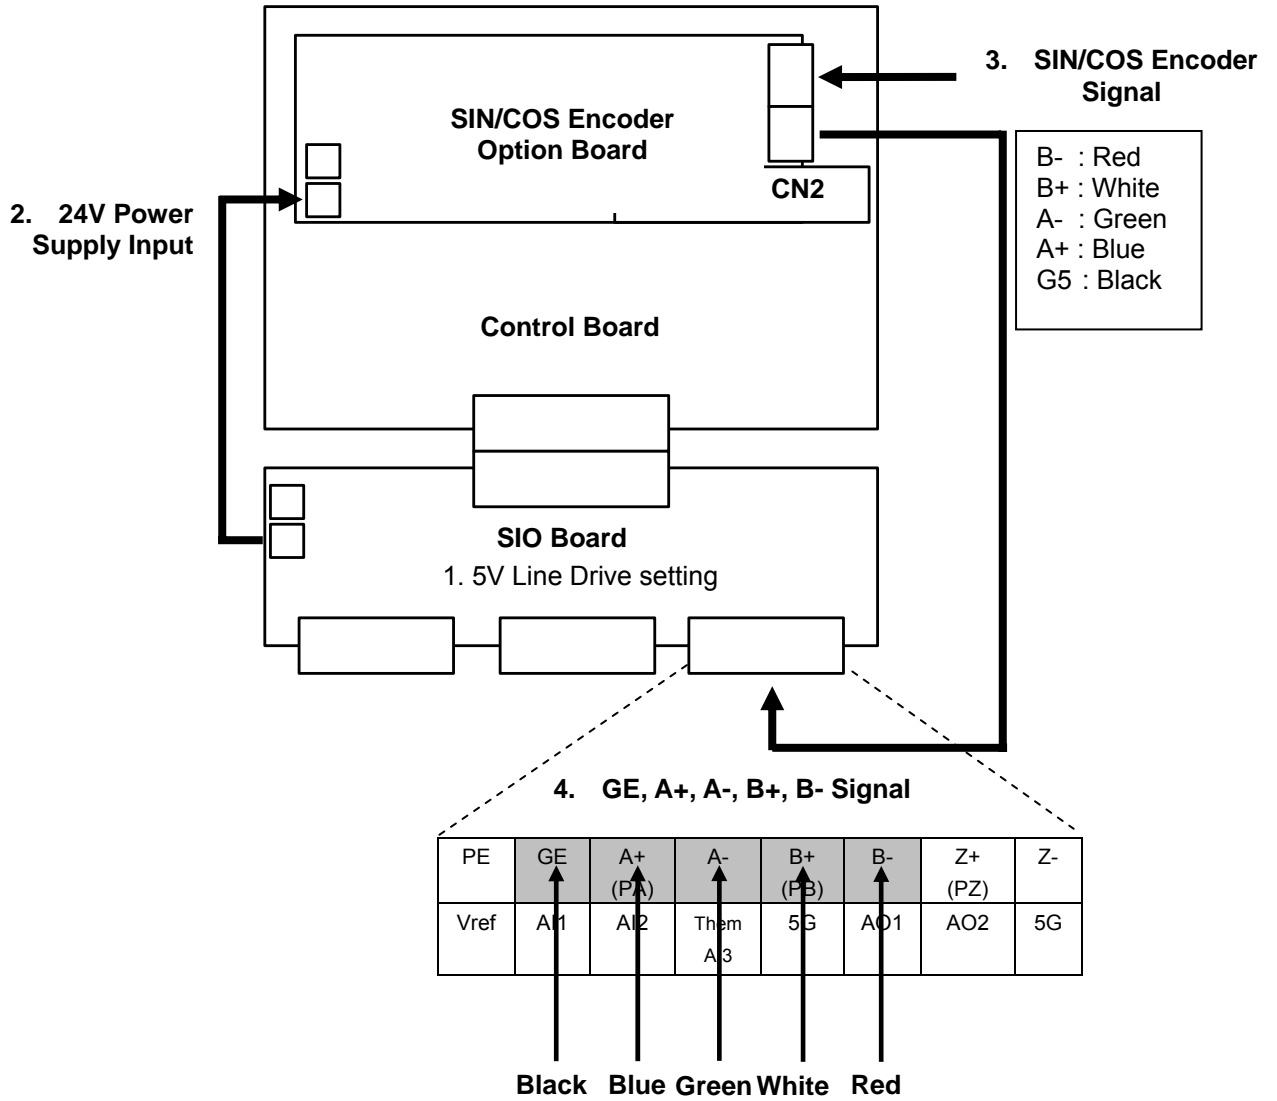 3. SIN/COS Encoder
Signal
SIN/COS Encoder
Option Board
CN2
B- : Red
B+ : White
A- : Green
A+ : Blue
G5 : Black
2. 24V Power
Supply Input
Control Board
SIO Board
1. 5V Line Drive setting
4. GE, A+, A-, B+, B- Signal
PE GE A+ A- B+ B- Z+ Z-
(PA) (PB) (PZ)
Vref AI1 AI2 Them 5G AO1 AO2 5G
AI3
Black Blue Green White Red